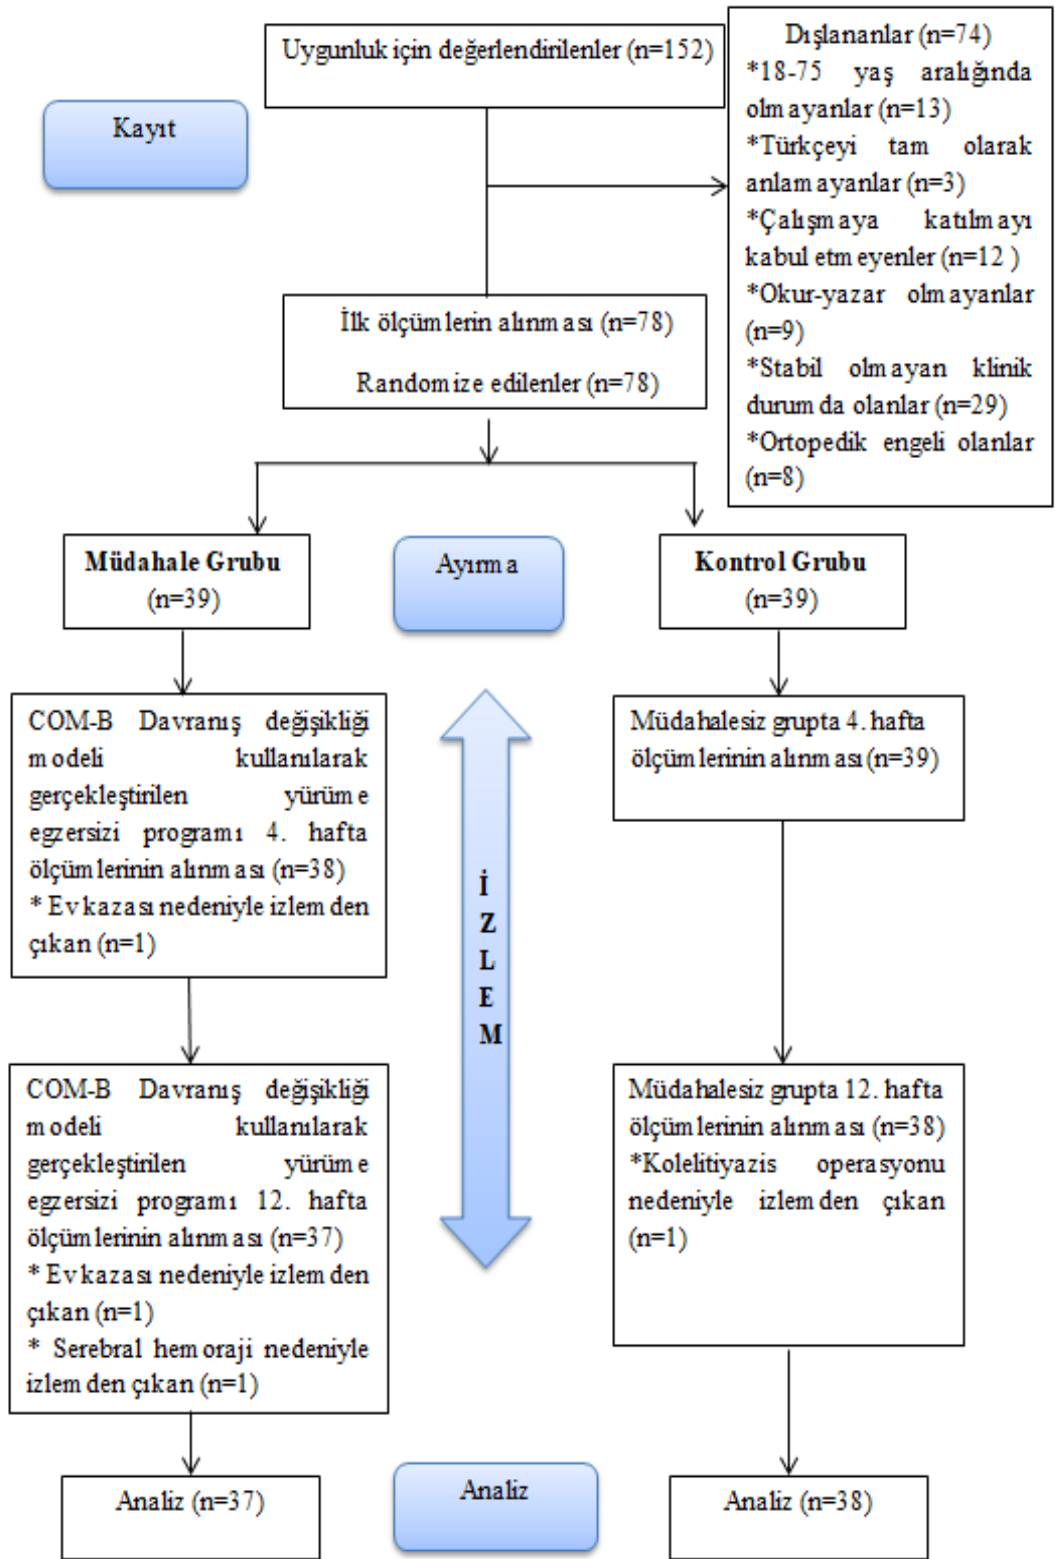 Uygunluk için değerlendirilenler (n=152)
Dışlananlar (n=74)
*18-75 yaş aralığında
olmayanlar (n=13)
*Türkçeyi tam olarak
anlamayanlar (n=3)
*Çalışmaya katılmayı
kabul etmeyenler (n=12 )
*Okur-yazar olmayanlar
(n=9)
*Stabil olmayan klinik
durumda olanlar (n=29)
*Ortopedik engeli olanlar
(n=8)
Kayıt
İlk ölçümlerin alınması (n=78)
Randomize edilenler (n=78)
Müdahale Grubu
(n=39)
Ayırma
Kontrol Grubu
(n=39)
COM-B Davranış değişikliği
modeli kullanılarak
gerçekleştirilen yürüme
egzersizi programı 4. hafta
ölçümlerinin alınması (n=38)
* Ev kazası nedeniyle izlemden
çıkan (n=1)
Müdahalesiz grupta 4. hafta
ölçümlerinin alınması (n=39)
İ
Z
L
E
M
COM-B Davranış değişikliği
modeli kullanılarak
gerçekleştirilen yürüme
egzersizi programı 12. hafta
ölçümlerinin alınması (n=37)
* Ev kazası nedeniyle izlemden
çıkan (n=1)
* Serebral hemoraji nedeniyle
izlemden çıkan (n=1)
Müdahalesiz grupta 12. hafta
ölçümlerinin alınması (n=38)
*Kolelitiyazis operasyonu
nedeniyle izlemden çıkan
(n=1)
Analiz (n=37)
Analiz
Analiz (n=38)